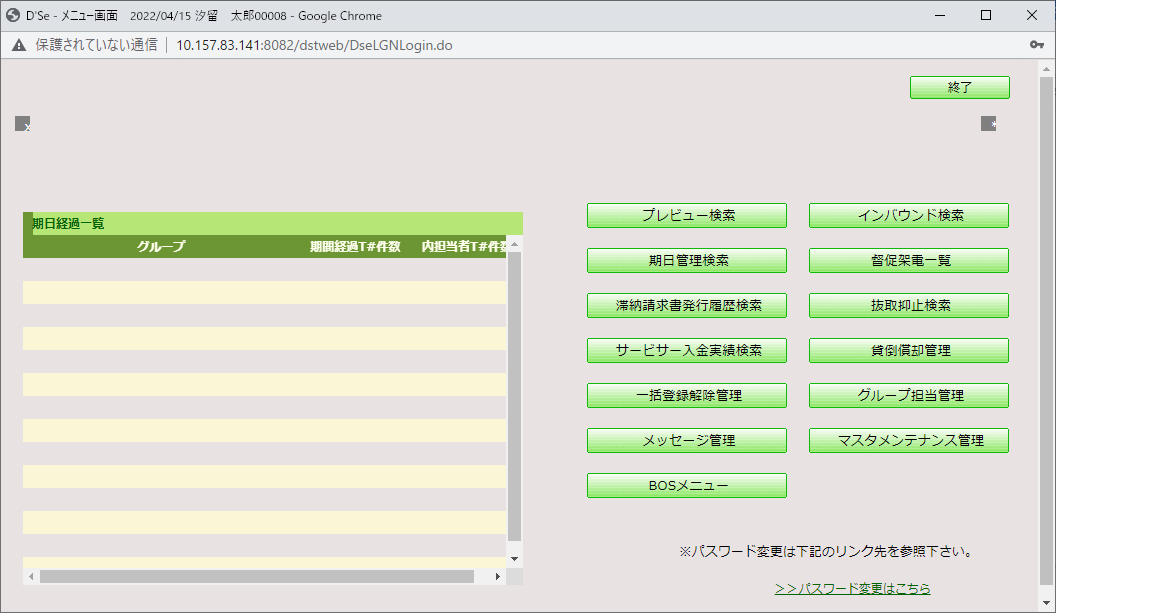 D'Se - メニュー画面　2022/04/15 汐留　太郎00008 - Google Chrome
保護されていない通信 | 10.157.83.141:8082/dstweb/DseLGNLogin.do
終了
期日経過一覧
グループ 期間経過T#件数 内担当者T#件数
プレビュー検索 インバウンド検索
期日管理検索 督促架電一覧
滞納請求書発行履歴検索 抜取抑止検索
サービサー入金実績検索 貸倒償却管理
一括登録解除管理 グループ担当管理
メッセージ管理 マスタメンテナンス管理
BOSメニュー
※パスワード変更は下記のリンク先を参照下さい。
>>パスワード変更はこちら